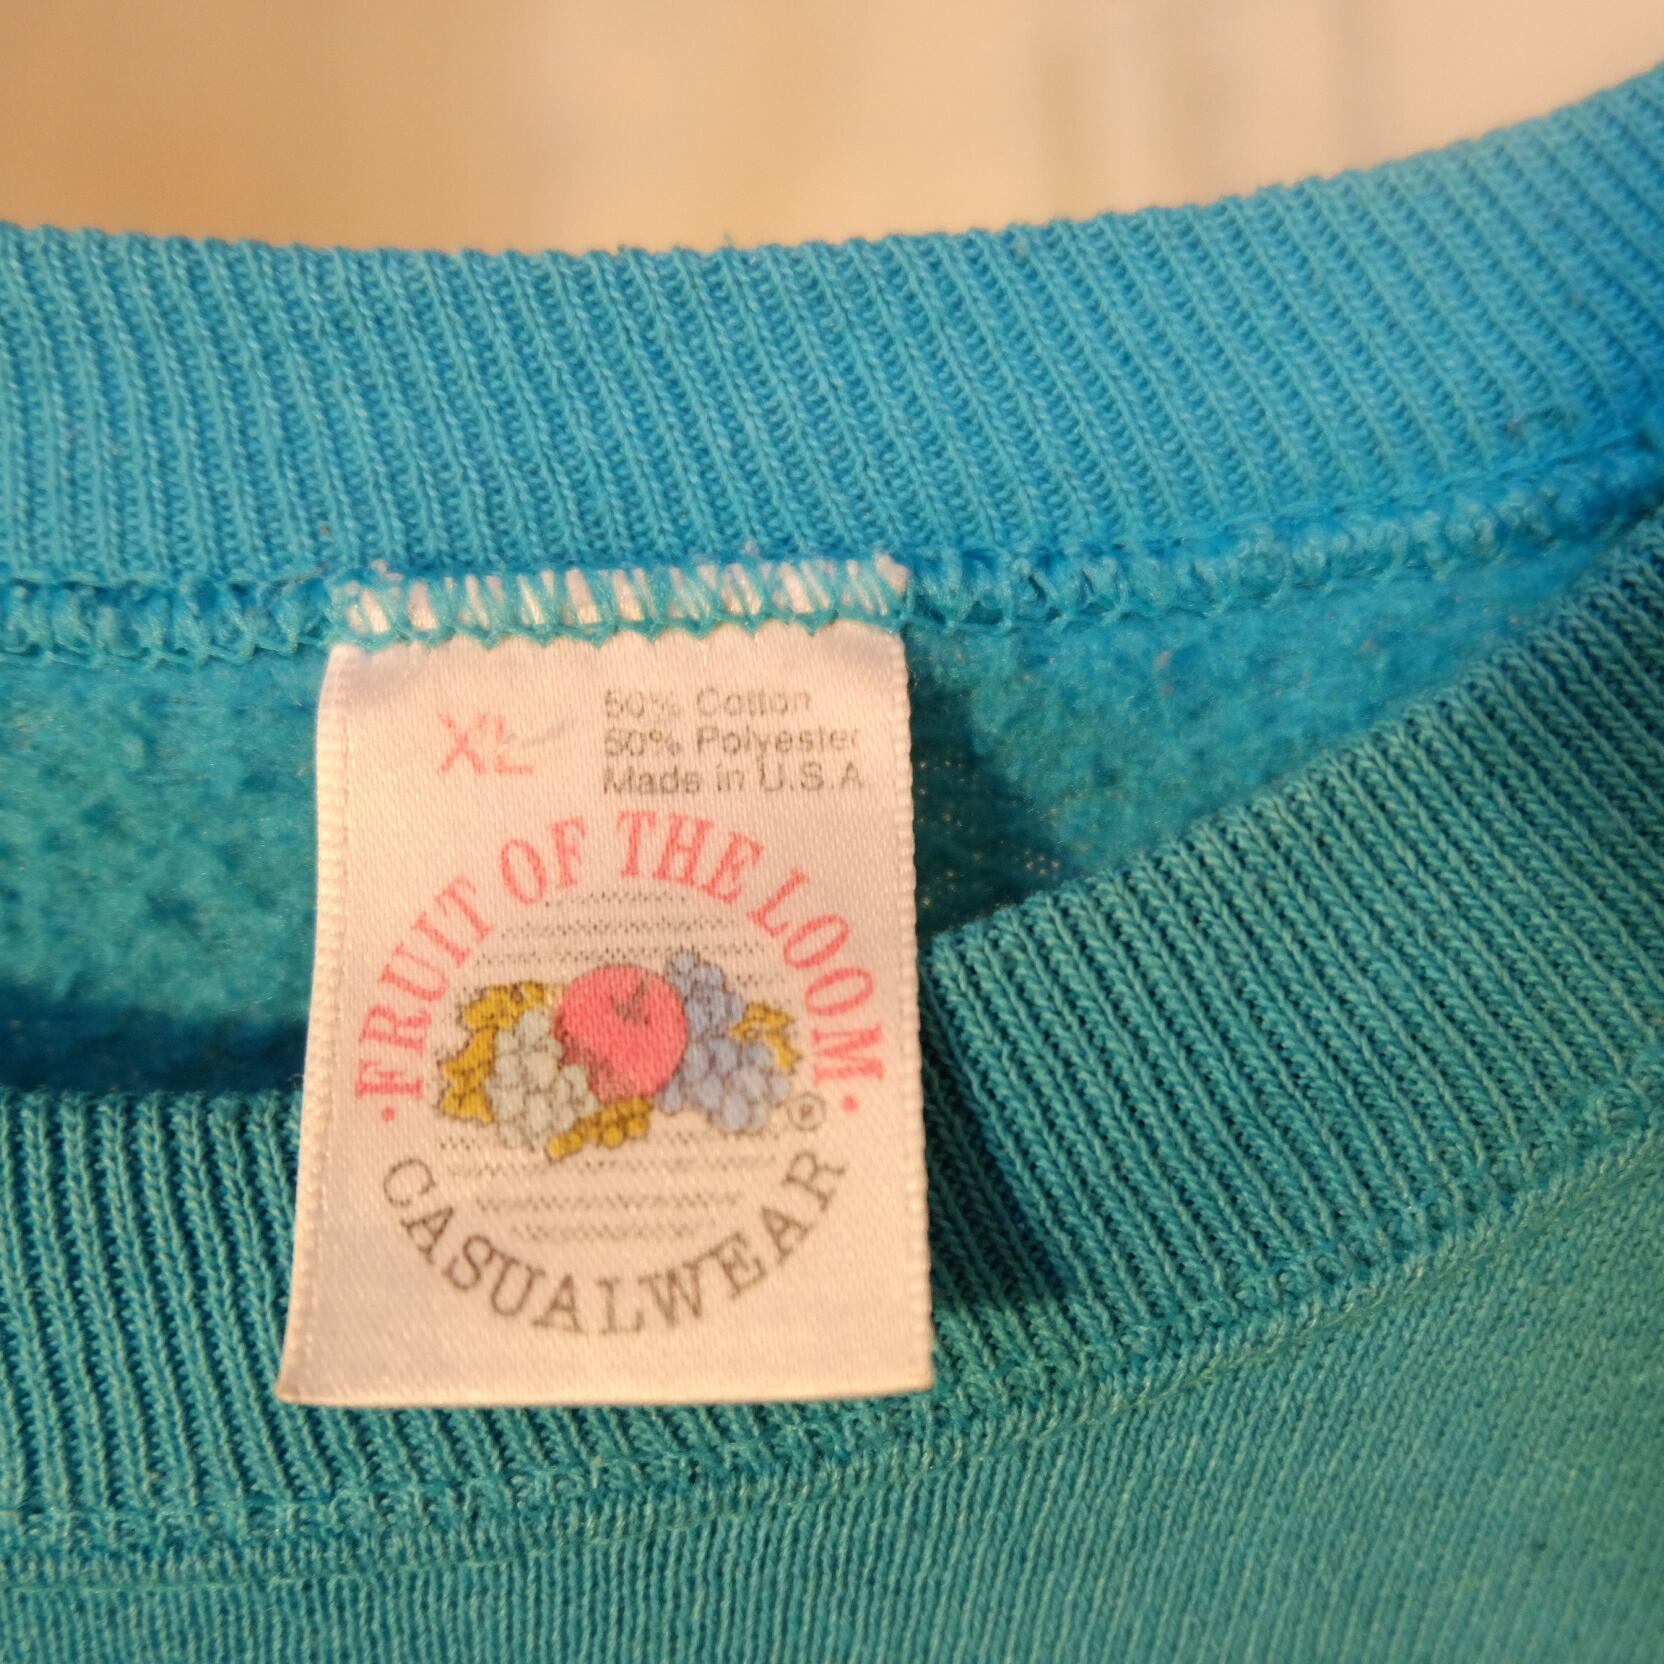 XL
50% Cotton
50% Polyester
Made in U.S.A
· FRUIT OF THE LOOM ·
®
CASUALWEAR